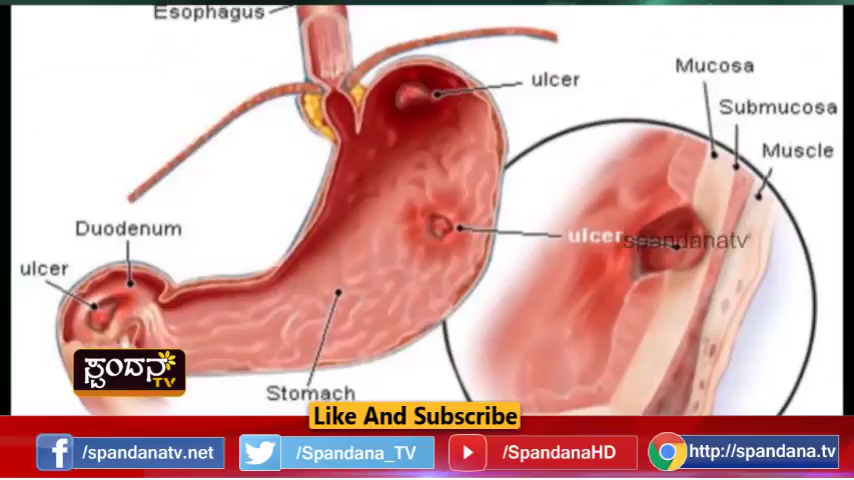 Esophagus
ulcer
Mucosa
Submucosa
Muscle
Duodenum
ulcer
ulcer
spandanatv
Stomach
ಸ್ಪಂದನ
TV
Like And Subscribe
/spandanatv.net
/Spandana_TV
/SpandanaHD
http://spandana.tv